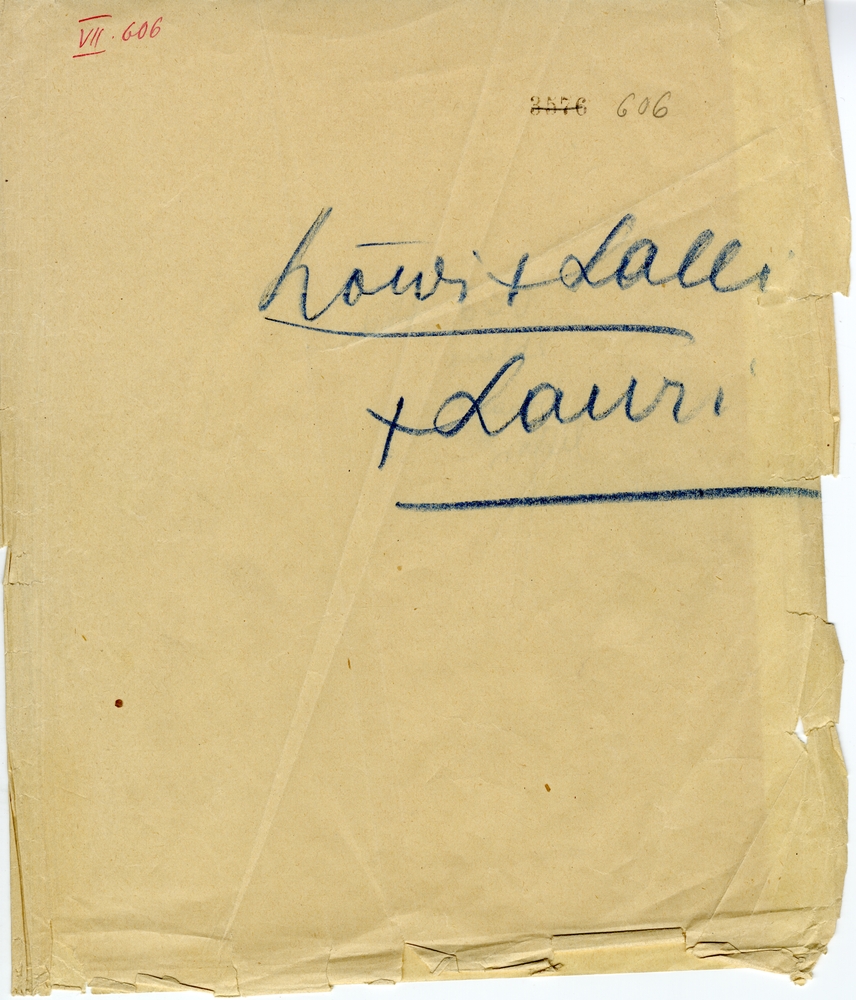 VII. 606
3576 606
Löwi + Lalli
+ Lauri